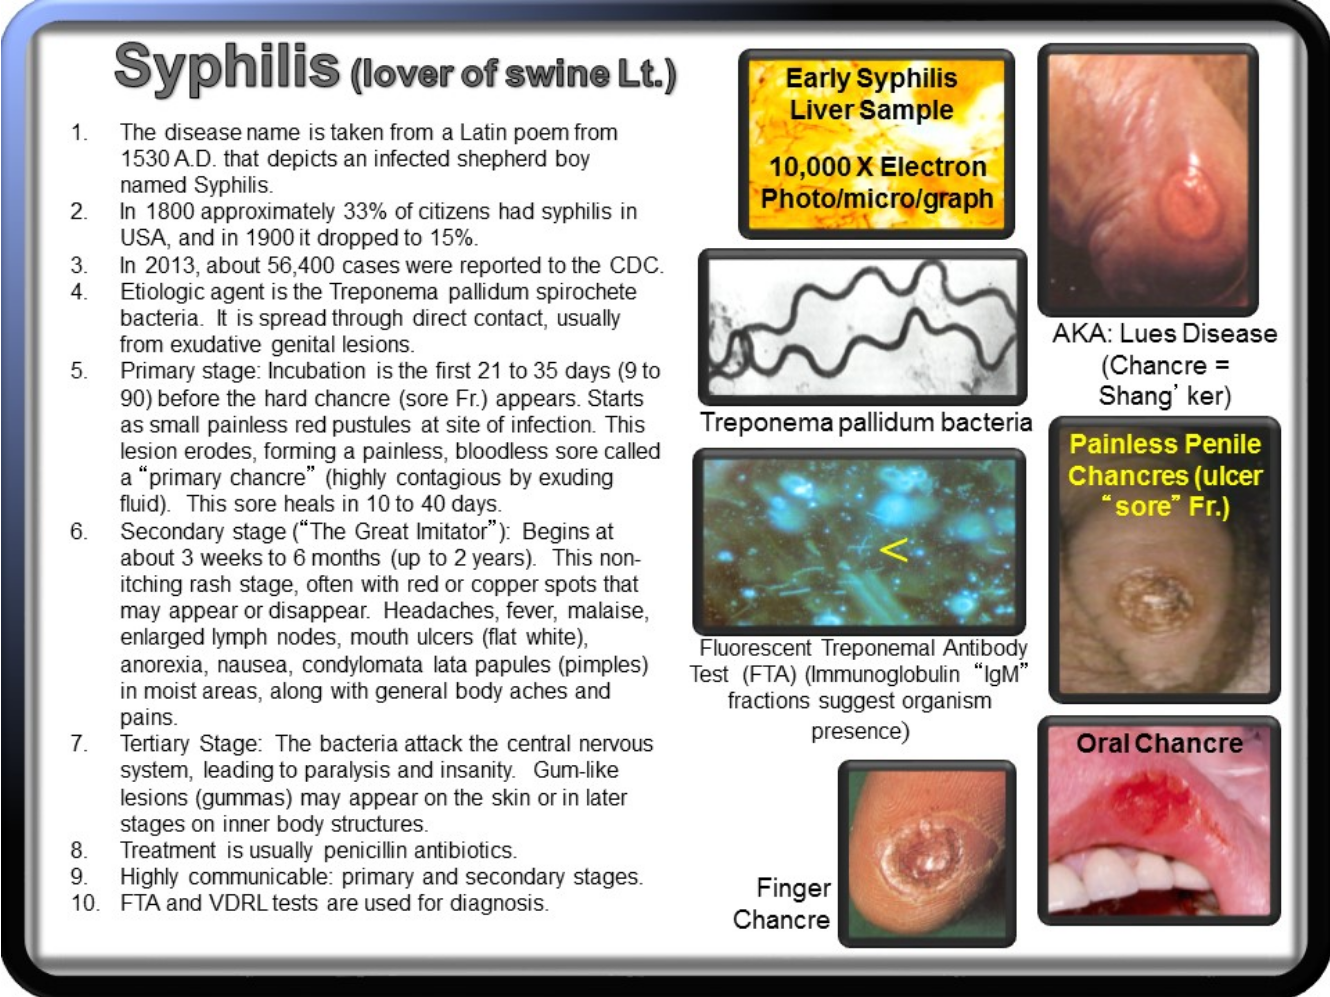 Syphilis (lover of swine Lt.)
1. The disease name is taken from a Latin poem from
1530 A.D. that depicts an infected shepherd boy
named Syphilis.
2. In 1800 approximately 33% of citizens had syphilis in
USA, and in 1900 it dropped to 15%.
3. In 2013, about 56,400 cases were reported to the CDC.
4. Etiologic agent is the Treponema pallidum spirochete
bacteria. It is spread through direct contact, usually
from exudative genital lesions.
5. Primary stage: Incubation is the first 21 to 35 days (9 to
90) before the hard chancre (sore Fr.) appears. Starts
as small painless red pustules at site of infection. This
lesion erodes, forming a painless, bloodless sore called
a “primary chancre” (highly contagious by exuding
fluid). This sore heals in 10 to 40 days.
6. Secondary stage (“The Great Imitator”): Begins at
about 3 weeks to 6 months (up to 2 years). This non-
itching rash stage, often with red or copper spots that
may appear or disappear. Headaches, fever, malaise,
enlarged lymph nodes, mouth ulcers (flat white),
anorexia, nausea, condylomata lata papules (pimples)
in moist areas, along with general body aches and
pains.
7. Tertiary Stage: The bacteria attack the central nervous
system, leading to paralysis and insanity. Gum-like
lesions (gummas) may appear on the skin or in later
stages on inner body structures.
8. Treatment is usually penicillin antibiotics.
9. Highly communicable: primary and secondary stages.
10. FTA and VDRL tests are used for diagnosis.
Early Syphilis
Liver Sample
10,000 X Electron
Photo/micro/graph
Treponema pallidum bacteria
<
Fluorescent Treponemal Antibody
Test (FTA) (Immunoglobulin “IgM”
fractions suggest organism
presence)
Finger
Chancre
AKA: Lues Disease
(Chancre =
Shang’ ker)
Painless Penile
Chancres (ulcer
“sore” Fr.)
Oral Chancre